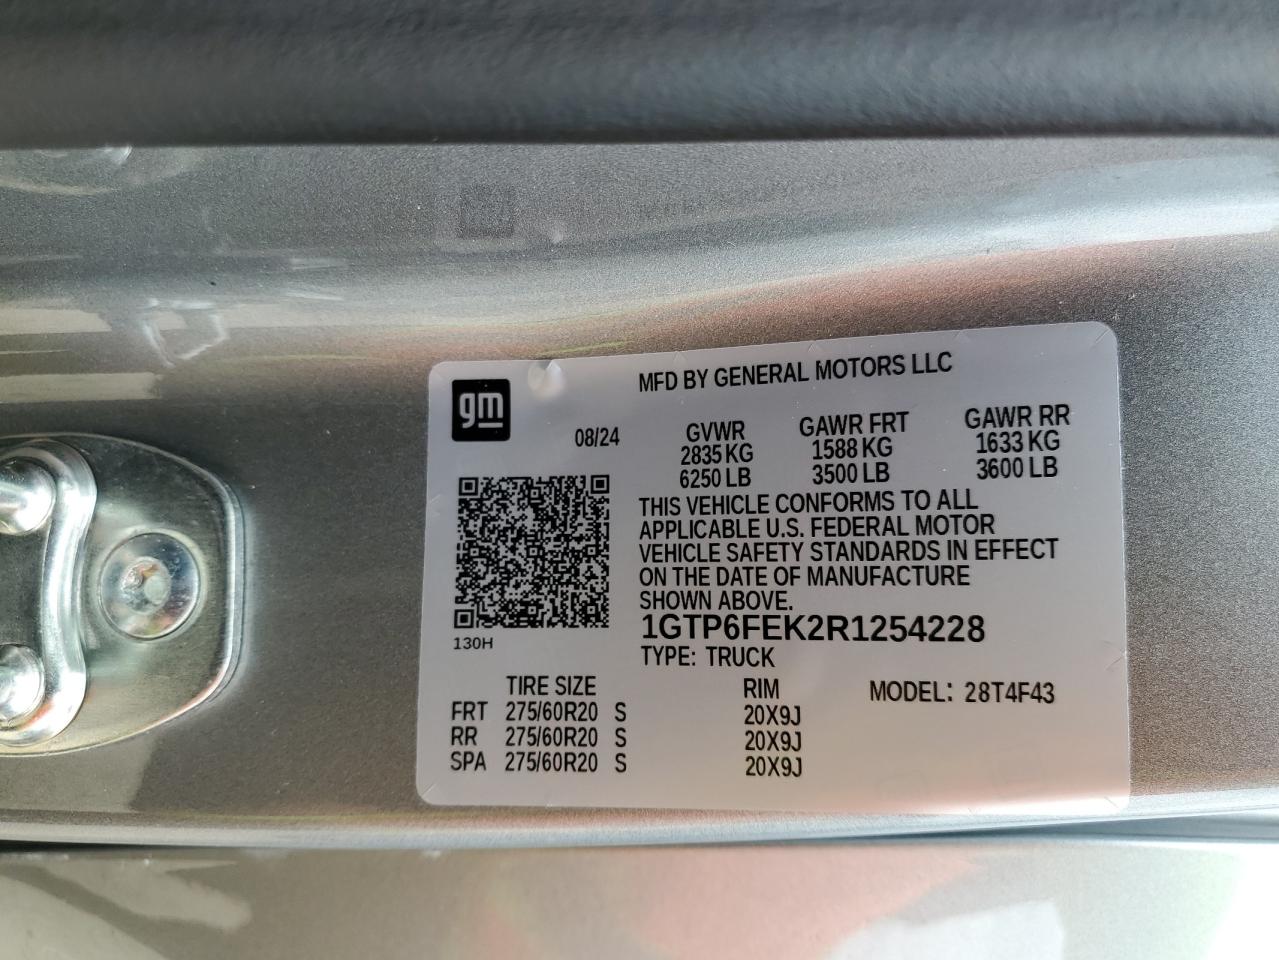 MFD BY GENERAL MOTORS LLC
gm
08/24
GVWR GAWR FRT GAWR RR
2835 KG 1588 KG 1633 KG
6250 LB 3500 LB 3600 LB
THIS VEHICLE CONFORMS TO ALL
APPLICABLE U.S. FEDERAL MOTOR
VEHICLE SAFETY STANDARDS IN EFFECT
ON THE DATE OF MANUFACTURE
SHOWN ABOVE.
1GTP6FEK2R1254228
130H
TYPE: TRUCK
TIRE SIZE RIM MODEL: 28T4F43
FRT 275/60R20 S 20X9J
RR 275/60R20 S 20X9J
SPA 275/60R20 S 20X9J